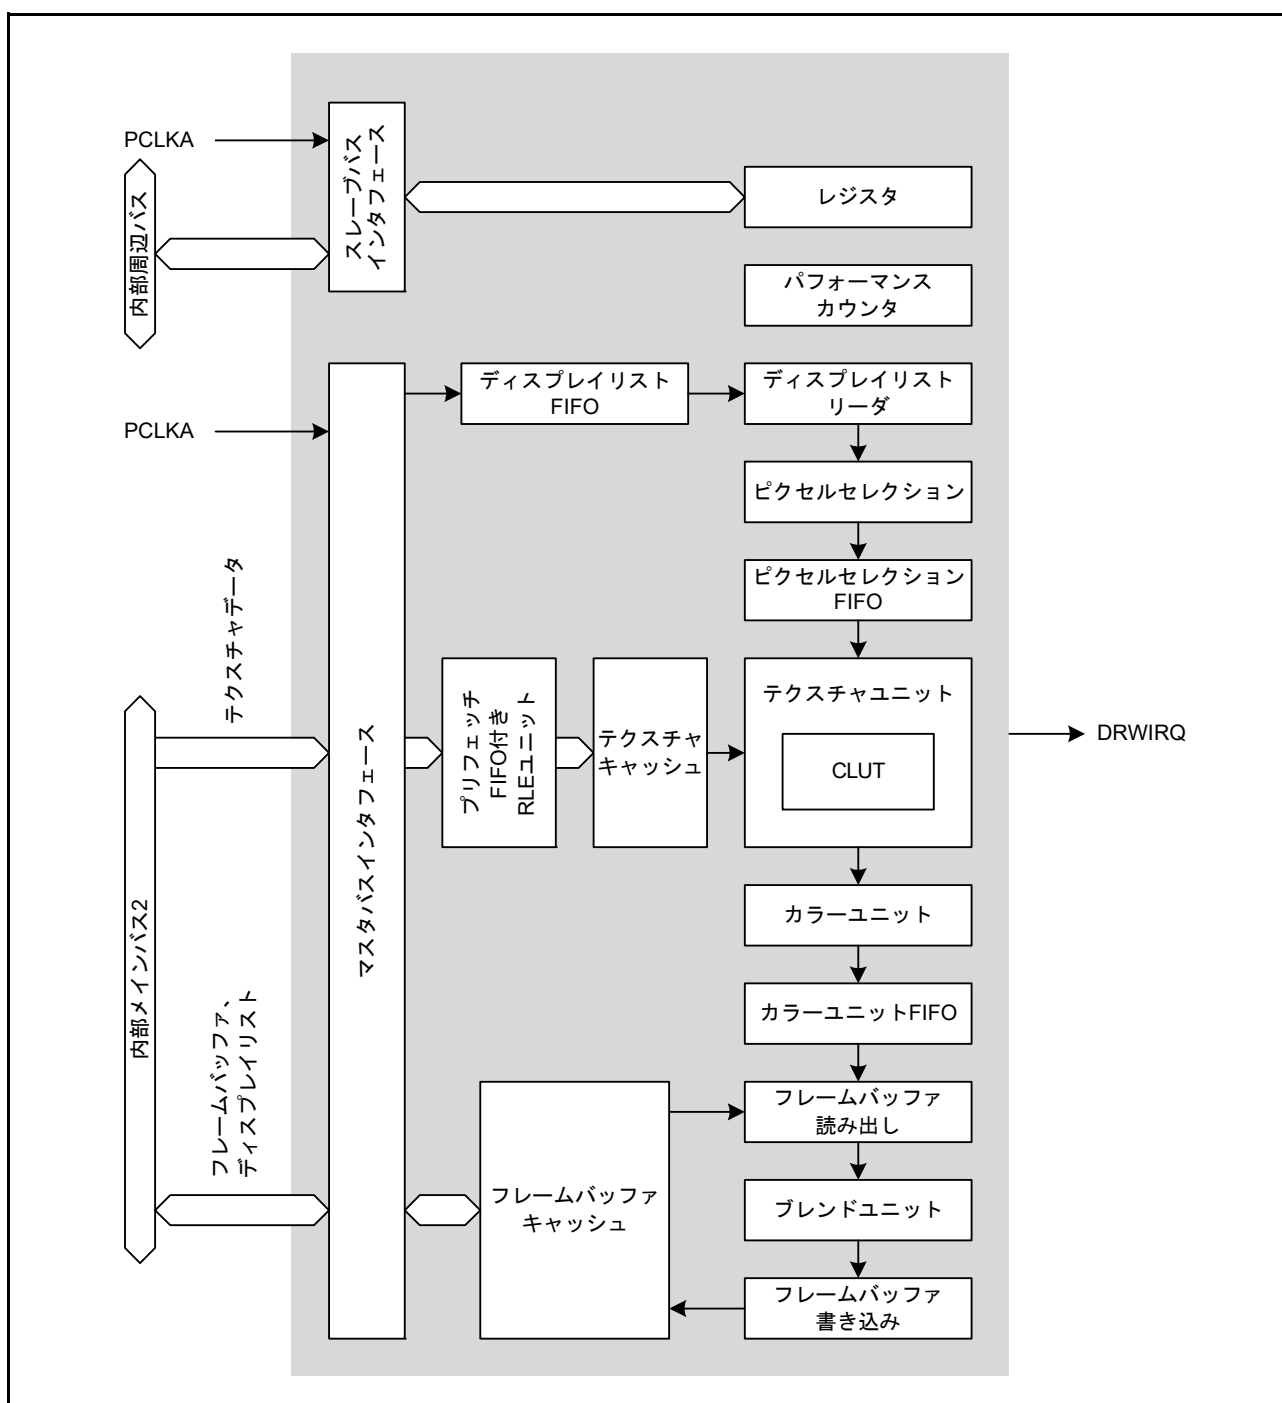 PCLKA
スレーブバス
インタフェース
内部周辺バス
レジスタ
パフォーマンス
カウンタ
PCLKA
マスタバスインタフェース
ディスプレイリスト
FIFO
ディスプレイリスト
リーダ
ピクセルセレクション
ピクセルセレクション
FIFO
テクスチャデータ
内部メインバス2
プリフェッチ
FIFO付き
RLEユニット
テクスチャ
キャッシュ
テクスチャユニット
CLUT
DRWIRQ
カラーユニット
カラーユニットFIFO
フレームバッファ、
ディスプレイリスト
フレームバッファ
キャッシュ
フレームバッファ
読み出し
ブレンドユニット
フレームバッファ
書き込み